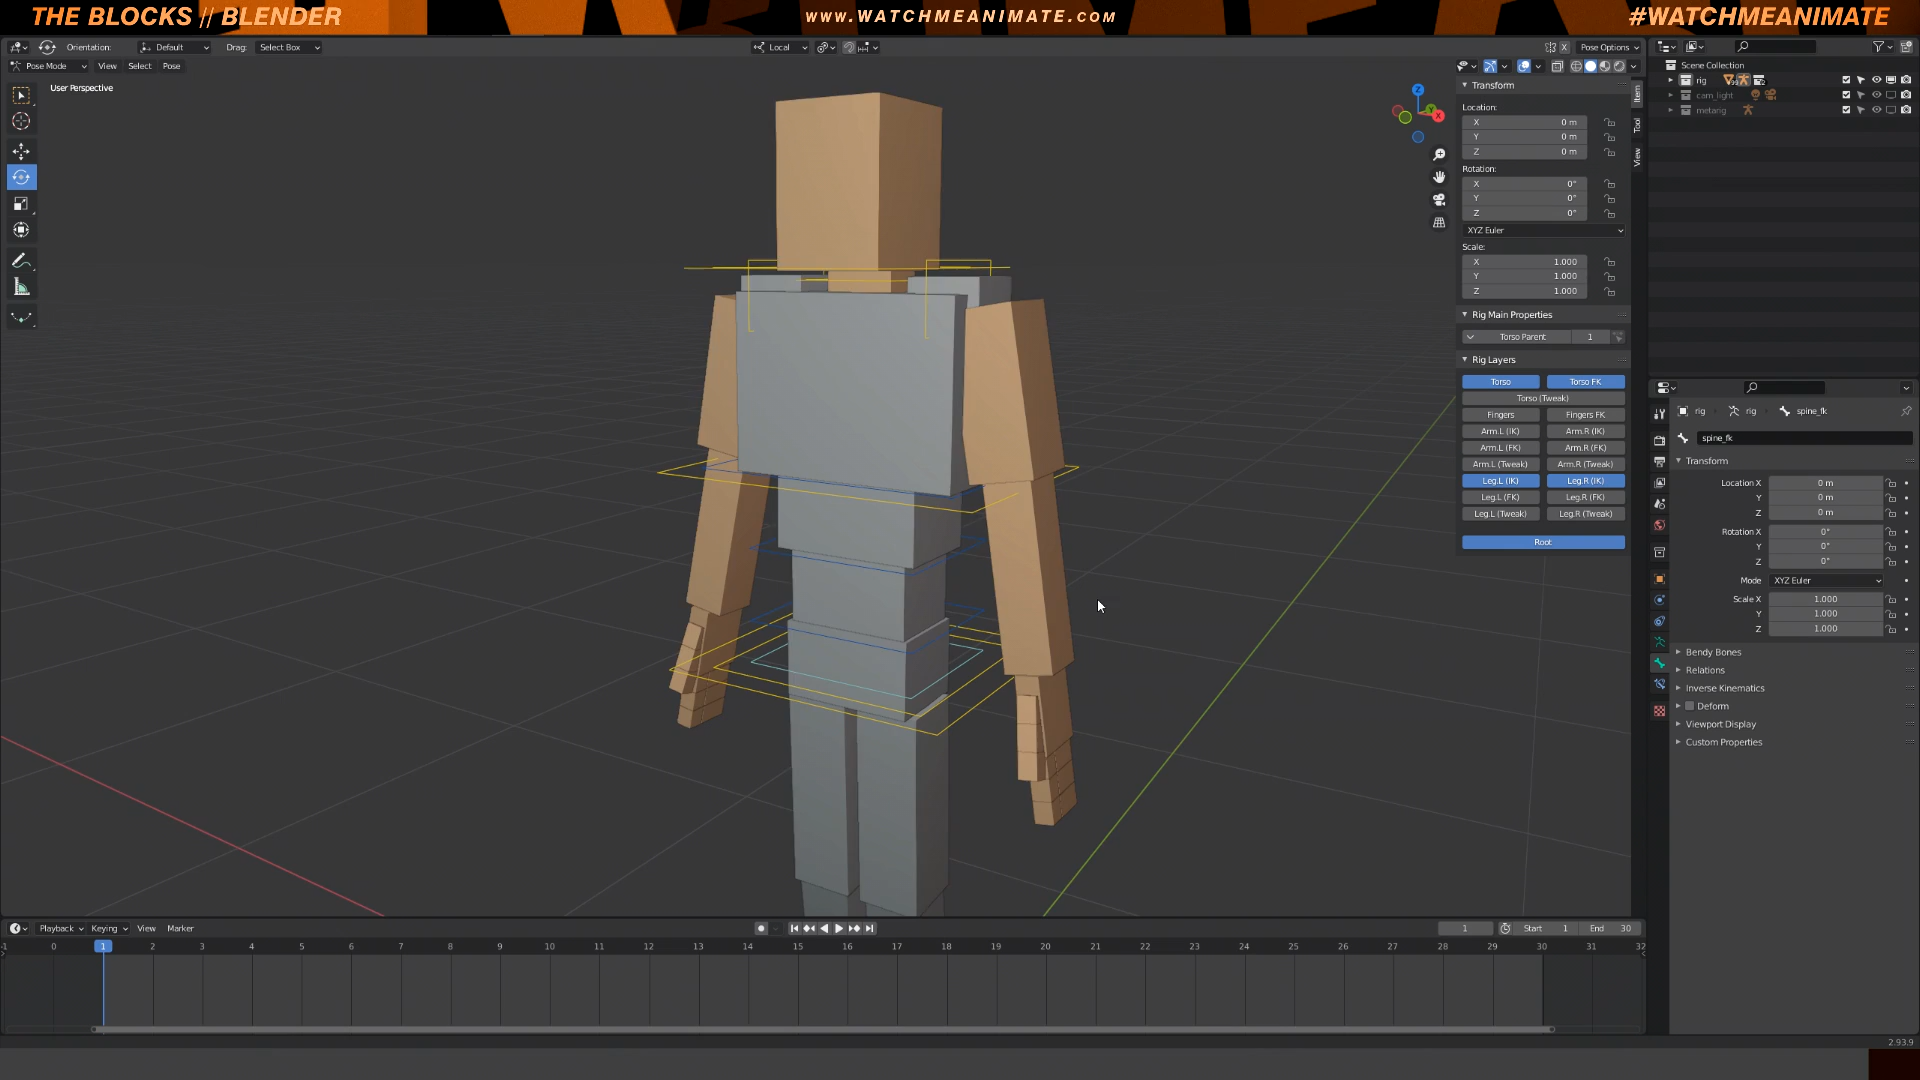 THE BLOCKS // BLENDER
WWW.WATCHMEANIMATE.COM
#WATCHMEANIMATE
Orientation: Default Drag: Select Box
Local
X Pose Options
Pose Mode View Select Pose
User Perspective
Z
Y
X
Transform
Location:
X 0 m
Y 0 m
Z 0 m
Rotation:
X 0°
Y 0°
Z 0°
XYZ Euler
Scale:
X 1.000
Y 1.000
Z 1.000
Rig Main Properties
Torso Parent 1
Rig Layers
Torso Torso FK
Torso (Tweak)
Fingers Fingers FK
Arm.L (IK) Arm.R (IK)
Arm.L (FK) Arm.R (FK)
Arm.L (Tweak) Arm.R (Tweak)
Leg.L (IK) Leg.R (IK)
Leg.L (FK) Leg.R (FK)
Leg.L (Tweak) Leg.R (Tweak)
Root
Item
Tool
View
Scene Collection
rig
cam_light
metarig
rig rig spine_fk
spine_fk
Transform
Location X 0 m
Y 0 m
Z 0 m
Rotation X 0°
Y 0°
Z 0°
Mode XYZ Euler
Scale X 1.000
Y 1.000
Z 1.000
Bendy Bones
Relations
Inverse Kinematics
Deform
Viewport Display
Custom Properties
Playback Keying View Marker
1 Start 1 End 30
-1 0 1 2 3 4 5 6 7 8 9 10 11 12 13 14 15 16 17 18 19 20 21 22 23 24 25 26 27 28 29 30 31 32
2.93.9